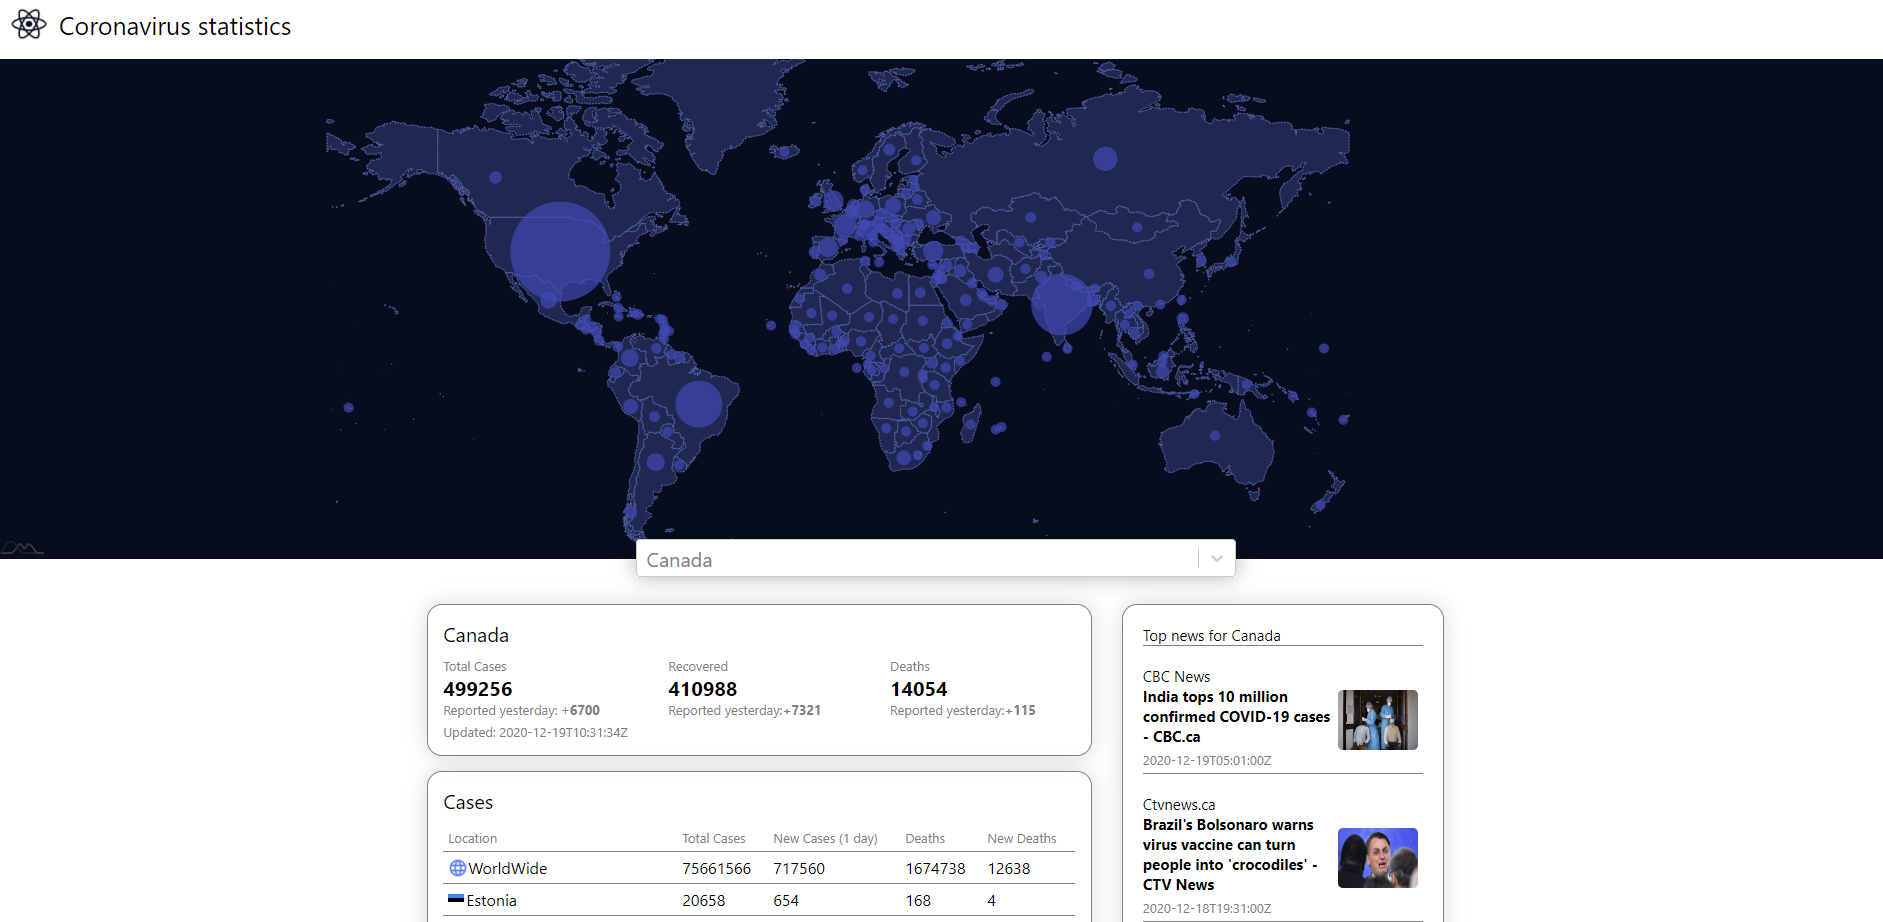 Coronavirus statistics
Canada
Canada
Total Cases Recovered Deaths
499256 410988 14054
Reported yesterday: +6700 Reported yesterday:+7321 Reported yesterday:+115
Updated: 2020-12-19T10:31:34Z
Cases
Location Total Cases New Cases (1 day) Deaths New Deaths
WorldWide 75661566 717560 1674738 12638
Estonia 20658 654 168 4
Top news for Canada
CBC News
India tops 10 million
confirmed COVID-19 cases
- CBC.ca
2020-12-19T05:01:00Z
Ctvnews.ca
Brazil's Bolsonaro warns
virus vaccine can turn
people into 'crocodiles' -
CTV News
2020-12-18T19:31:00Z